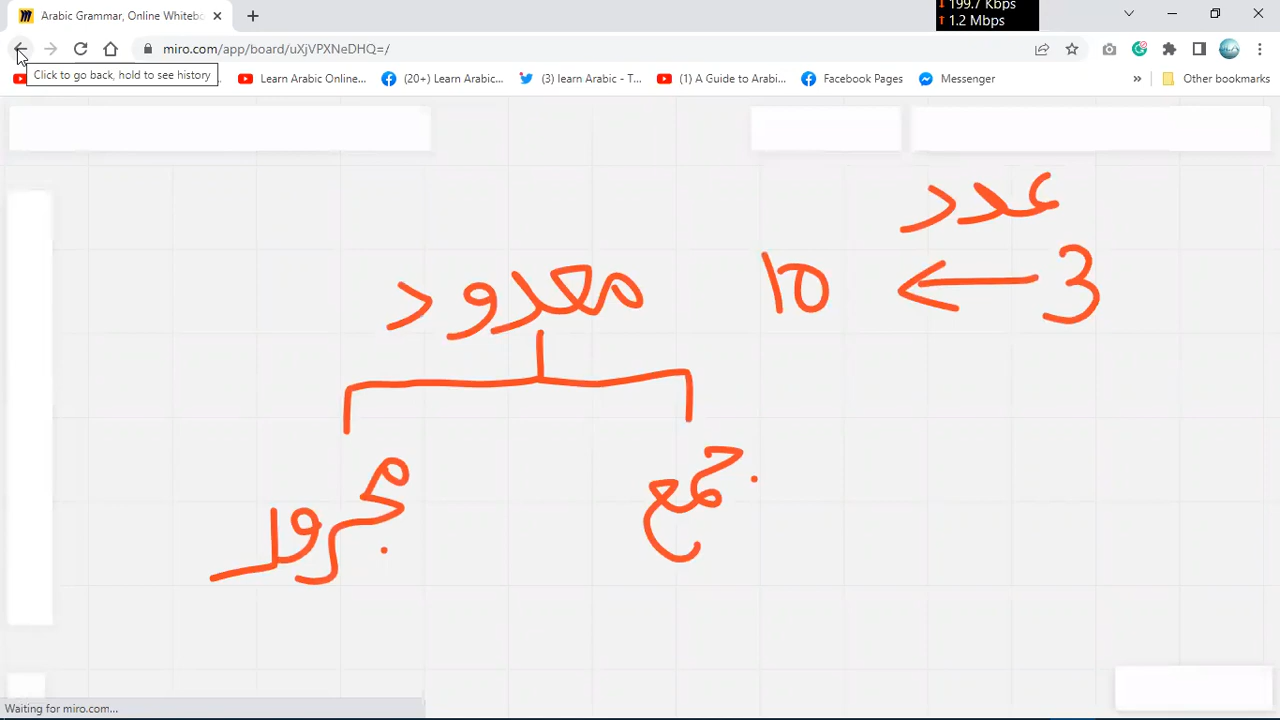 Arabic Grammar, Online Whitebo
199.7 Kbps
1.2 Mbps
miro.com/app/board/uXjVPXNeDHQ=/
Click to go back, hold to see history
Learn Arabic Online...
(20+) Learn Arabic...
(3) learn Arabic - T...
(1) A Guide to Arabi...
Facebook Pages
Messenger
»
Other bookmarks
عدد
3 ← 10
معدود
جمع
مجرور
Waiting for miro.com...